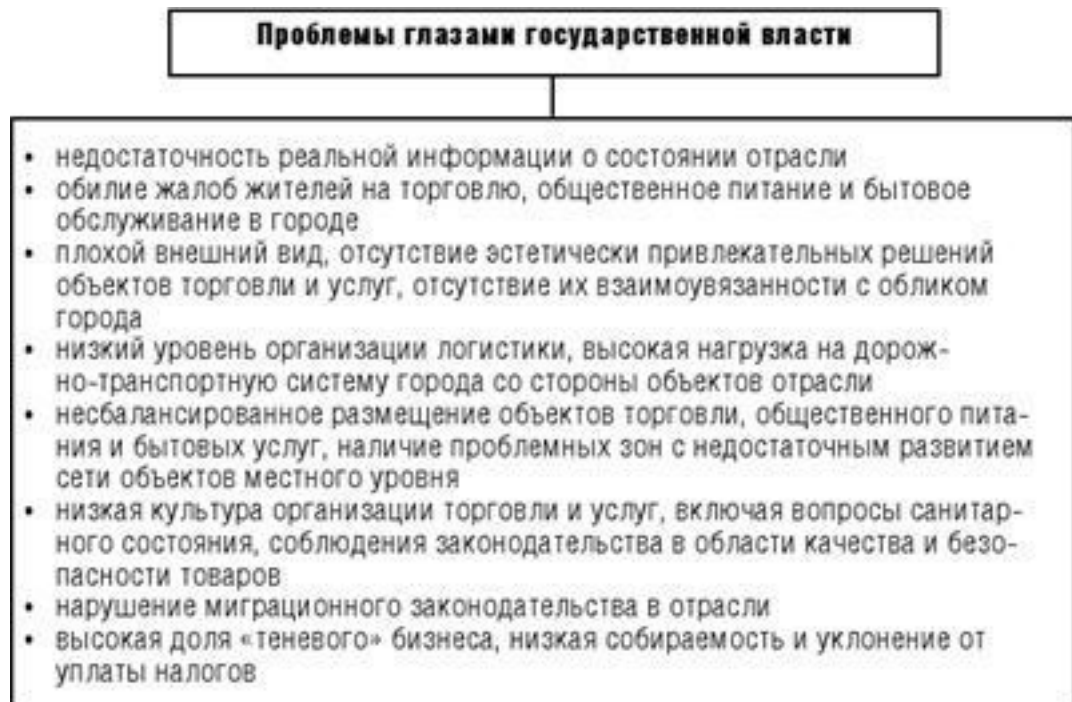 Проблемы глазами государственной власти
• недостаточность реальной информации о состоянии отрасли
• обилие жалоб жителей на торговлю, общественное питание и бытовое
обслуживание в городе
• плохой внешний вид, отсутствие эстетически привлекательных решений
объектов торговли и услуг, отсутствие их взаимоувязанности с обликом
города
• низкий уровень организации логистики, высокая нагрузка на дорож-
но-транспортную систему города со стороны объектов отрасли
• несбалансированное размещение объектов торговли, общественного пита-
ния и бытовых услуг, наличие проблемных зон с недостаточным развитием
сети объектов местного уровня
• низкая культура организации торговли и услуг, включая вопросы санитар-
ного состояния, соблюдения законодательства в области качества и безо-
пасности товаров
• нарушение миграционного законодательства в отрасли
• высокая доля «теневого» бизнеса, низкая собираемость и уклонение от
уплаты налогов